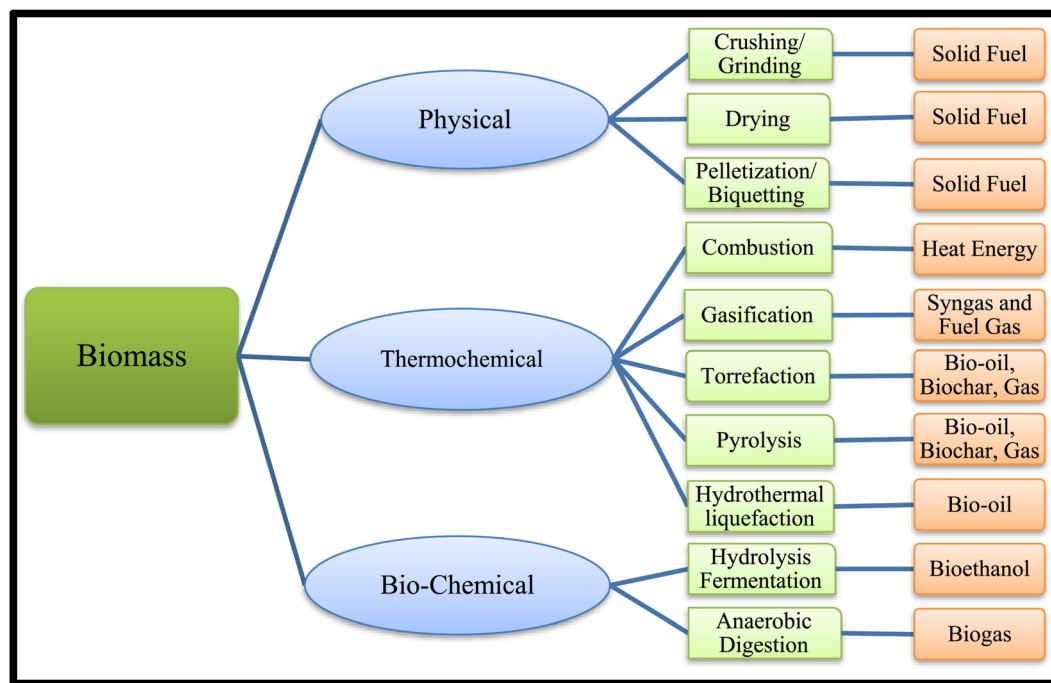 Biomass
Physical
Crushing/
Grinding
Solid Fuel
Drying
Solid Fuel
Pelletization/
Biquetting
Solid Fuel
Thermochemical
Combustion
Heat Energy
Gasification
Syngas and
Fuel Gas
Torrefaction
Bio-oil,
Biochar, Gas
Pyrolysis
Bio-oil,
Biochar, Gas
Hydrothermal
liquefaction
Bio-oil
Bio-Chemical
Hydrolysis
Fermentation
Bioethanol
Anaerobic
Digestion
Biogas